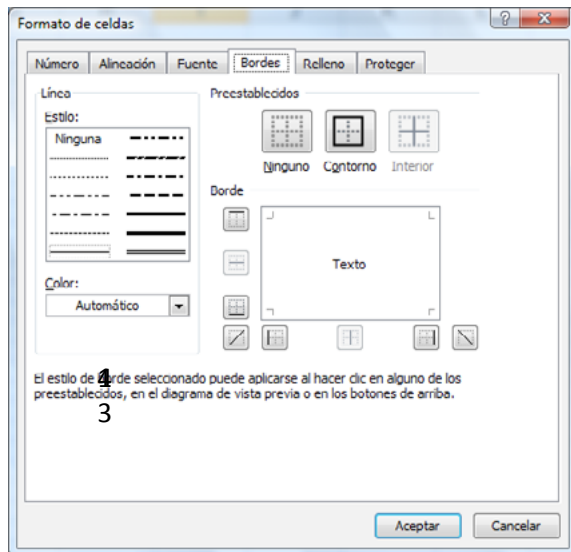 Formato de celdas
Número Alineación Fuente Bordes Relleno Proteger
Línea
Estilo:
Ninguna
Color:
Automático
Preestablecidos
Ninguno Contorno Interior
Borde
Texto
El estilo de borde seleccionado puede aplicarse al hacer clic en alguno de los
preestablecidos, en el diagrama de vista previa o en los botones de arriba.
3
Aceptar Cancelar